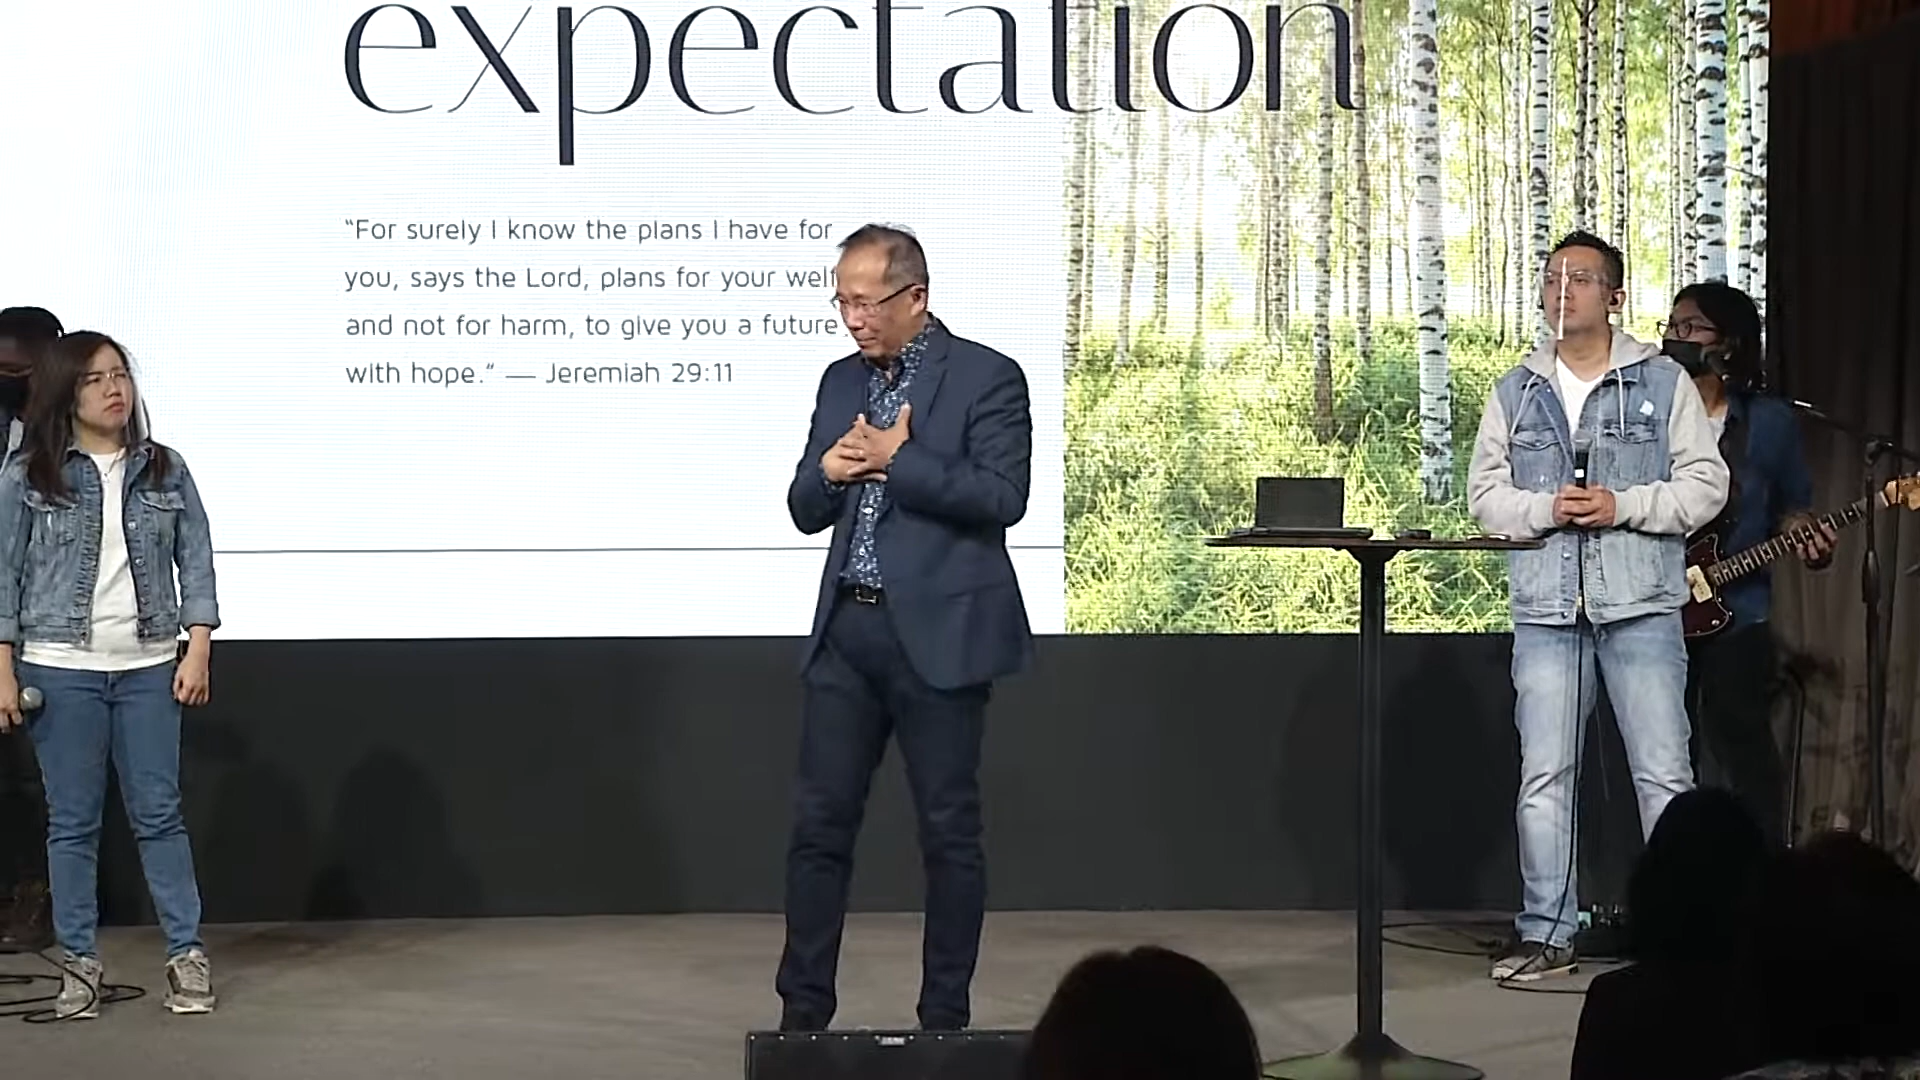 expectation
“For surely I know the plans I have for
you, says the Lord, plans for your
and not for harm, to give you a future
with hope.” — Jeremiah 29:11